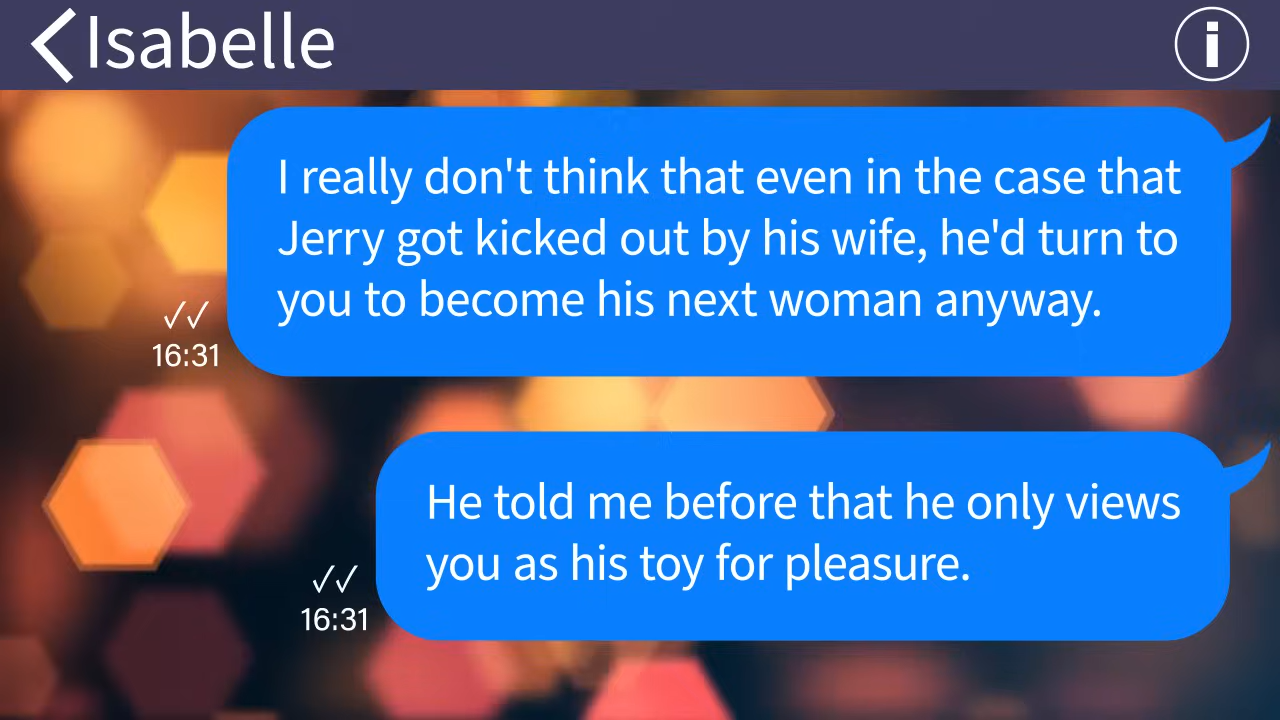 Isabelle
i
I really don't think that even in the case that
Jerry got kicked out by his wife, he'd turn to
you to become his next woman anyway.
16:31
He told me before that he only views
you as his toy for pleasure.
16:31